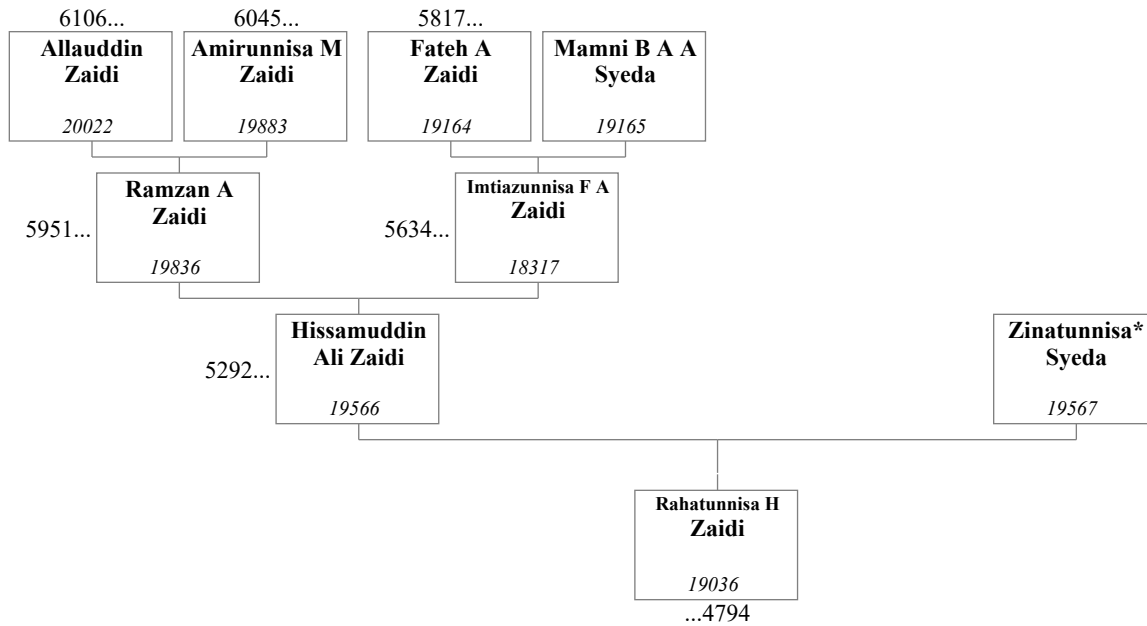 6106...
6045...
5817...
Allauddin
Zaidi
20022
Amirunnisa M
Zaidi
19883
Fateh A
Zaidi
19164
Mamni B A A
Syeda
19165
5951...
Ramzan A
Zaidi
19836
5634...
Imtiazunnisa F A
Zaidi
18317
5292...
Hissamuddin
Ali Zaidi
19566
Zinatunnisa*
Syeda
19567
Rahatunnisa H
Zaidi
19036
...4794